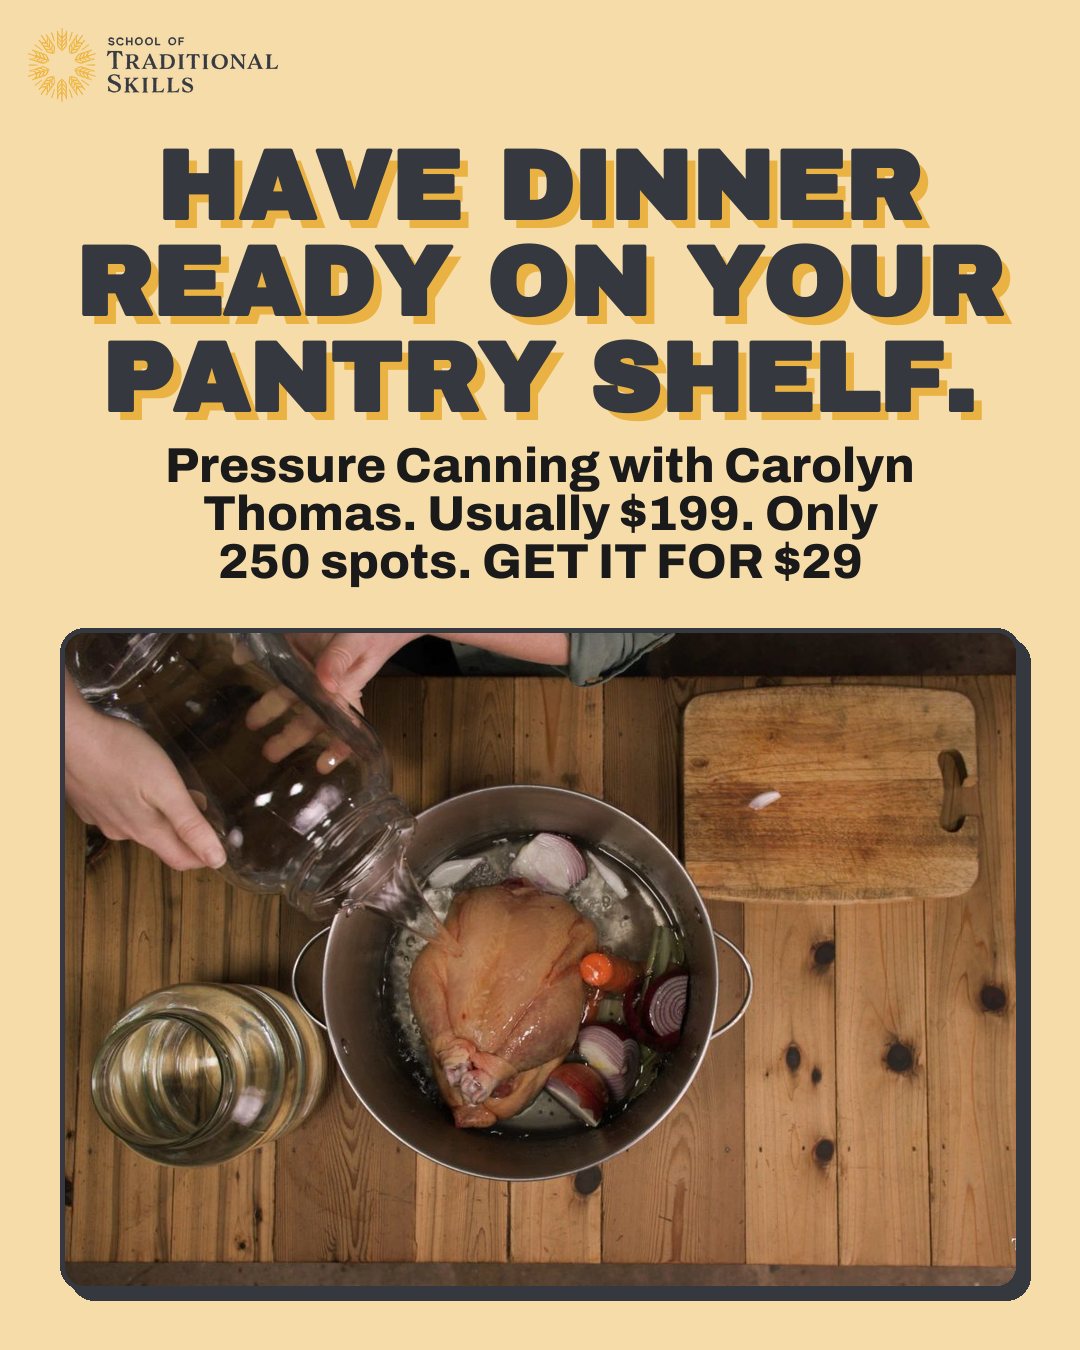 SCHOOL OF
TRADITIONAL
SKILLS
HAVE DINNER
READY ON YOUR
PANTRY SHELF.
Pressure Canning with Carolyn
Thomas. Usually $199. Only
250 spots. GET IT FOR $29